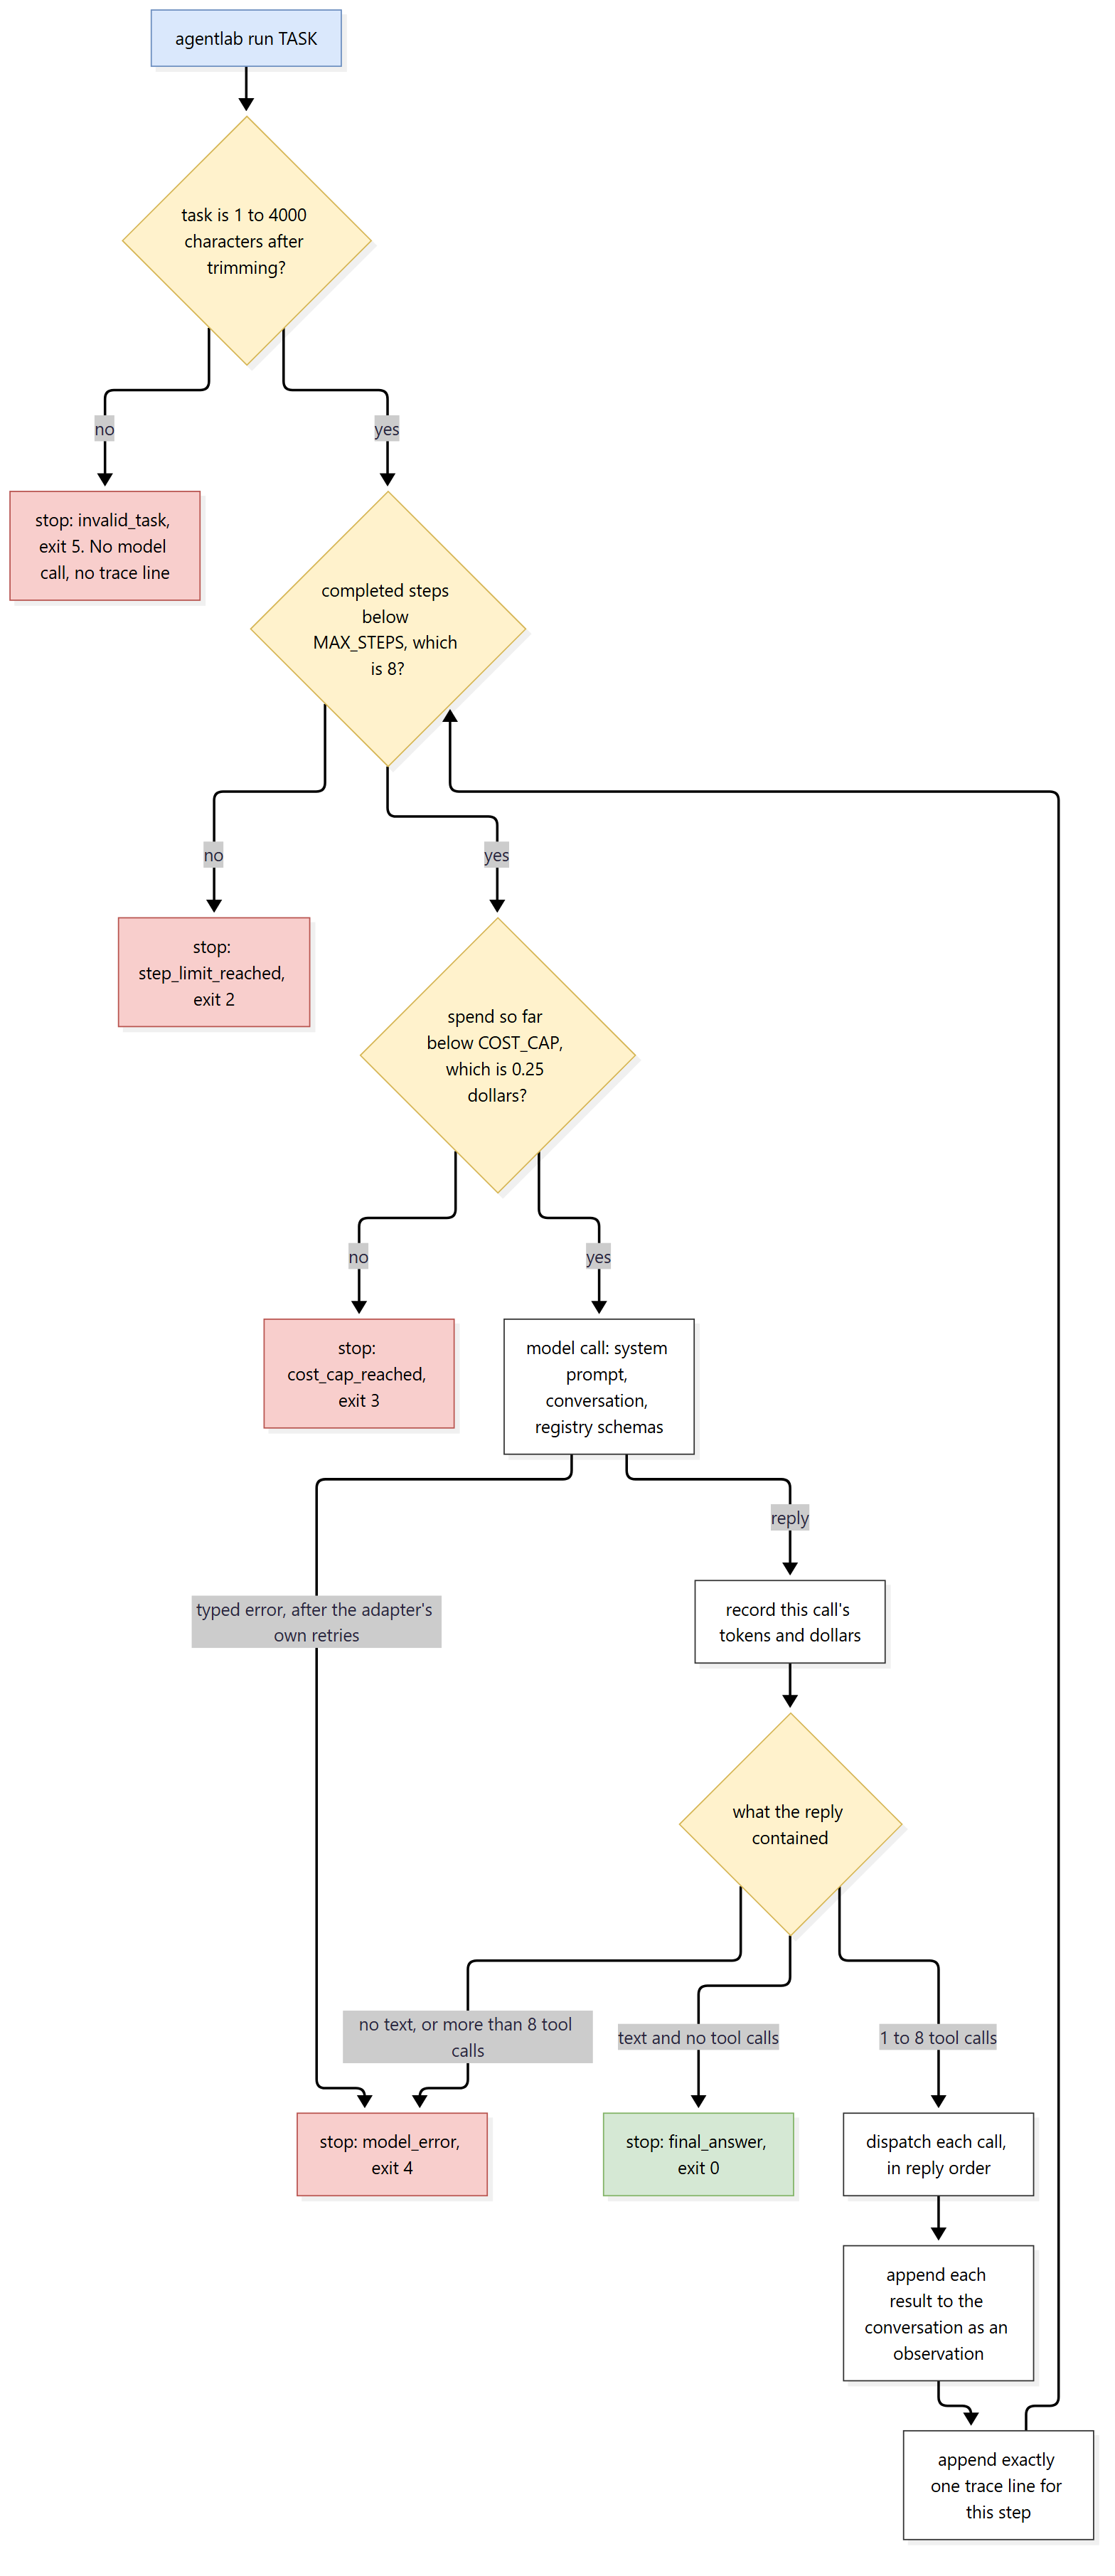 agentlab run TASK
task is 1 to 4000
characters after
trimming?
no
yes
stop: invalid_task,
exit 5. No model
call, no trace line
completed steps
below
MAX_STEPS, which
is 8?
no
yes
stop:
step_limit_reached,
exit 2
spend so far
below COST_CAP,
which is 0.25
dollars?
no
yes
stop:
cost_cap_reached,
exit 3
model call: system
prompt,
conversation,
registry schemas
reply
typed error, after the adapter's
own retries
record this call's
tokens and dollars
what the reply
contained
no text, or more than 8 tool
calls
text and no tool calls
1 to 8 tool calls
stop: model_error,
exit 4
stop: final_answer,
exit 0
dispatch each call,
in reply order
append each
result to the
conversation as an
observation
append exactly
one trace line for
this step